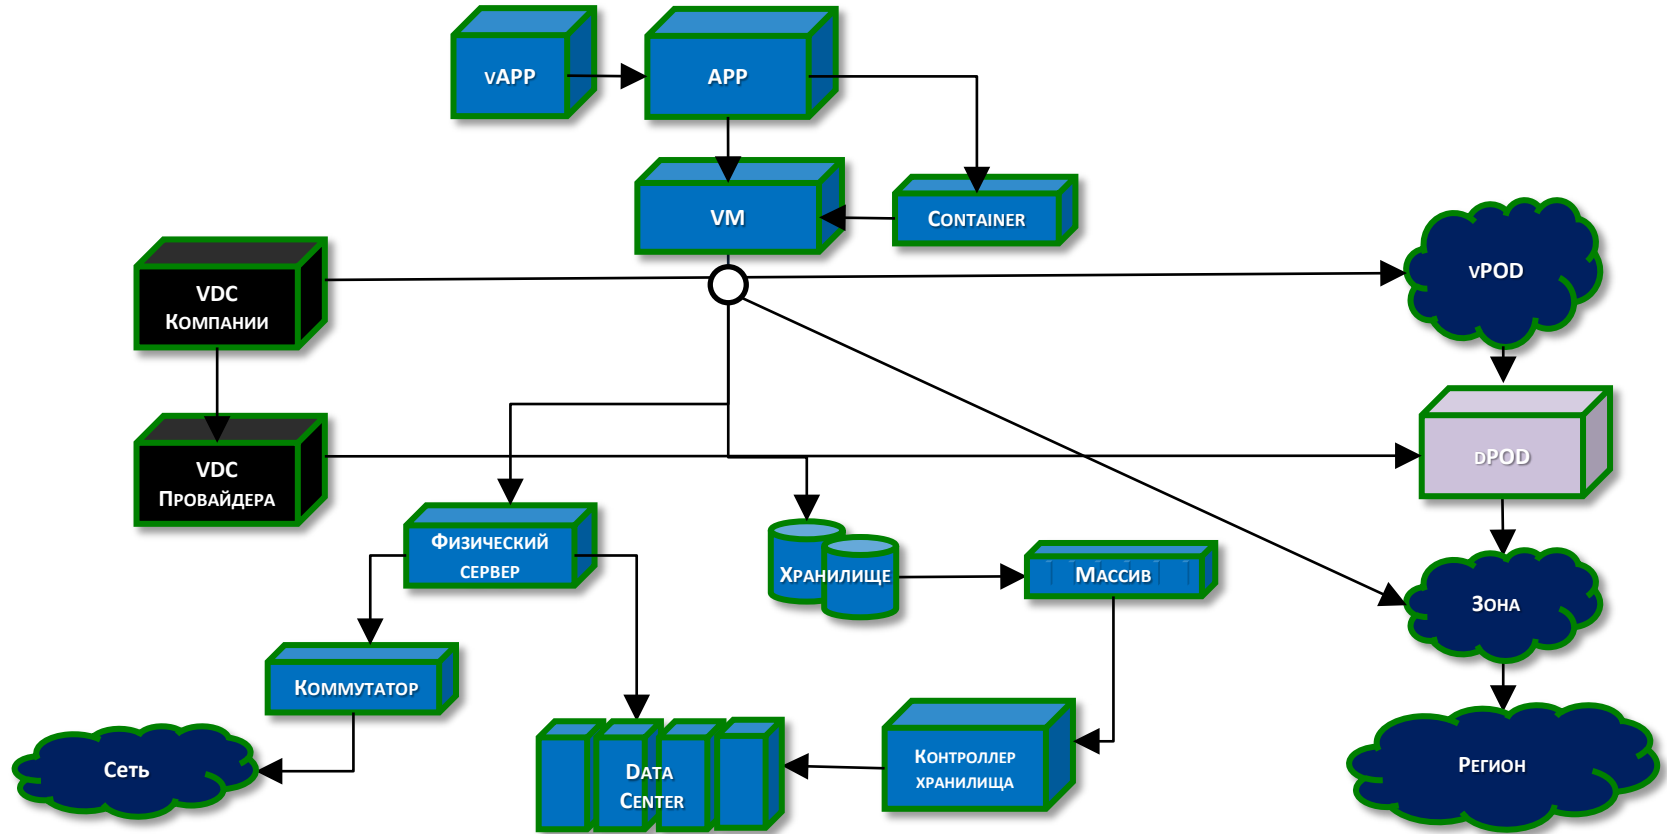 vAPP
APP
VM
Container
vPOD
VDC
Компании
VDC
Провайдера
dPOD
Физический
сервер
Хранилище
Массив
Зона
Коммутатор
Сеть
Data
Center
Контроллер
хранилища
Регион